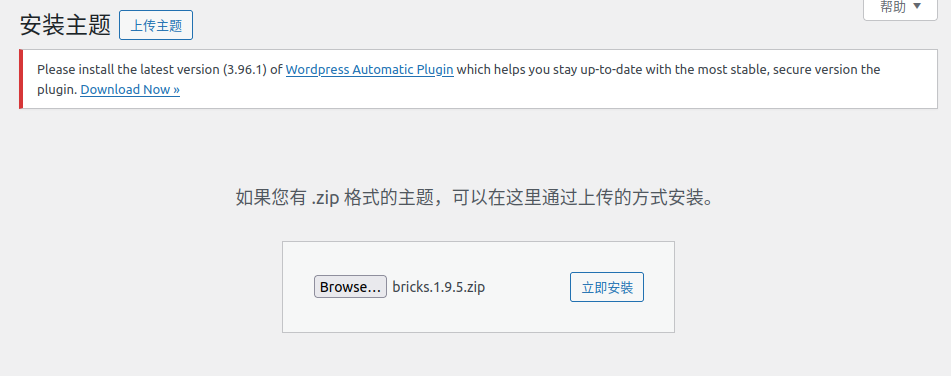 安装主题 上传主题
帮助
Please install the latest version (3.96.1) of Wordpress Automatic Plugin which helps you stay up-to-date with the most stable, secure version the
plugin. Download Now »
如果您有 .zip 格式的主题，可以在这里通过上传的方式安装。
Browse... bricks.1.9.5.zip 立即安裝